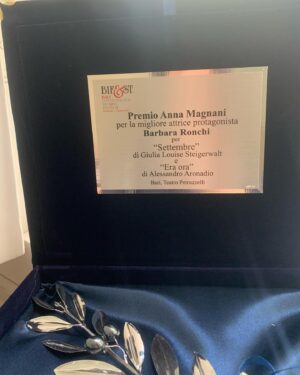 BIF&ST
BARI
Premio Anna Magnani
per la migliore attrice protagonista
Barbara Ronchi
per
“Settembre”
di Giulia Louise Steigerwalt
e
“Era ora”
di Alessandro Aronadio
Bari, Teatro Petruzzelli